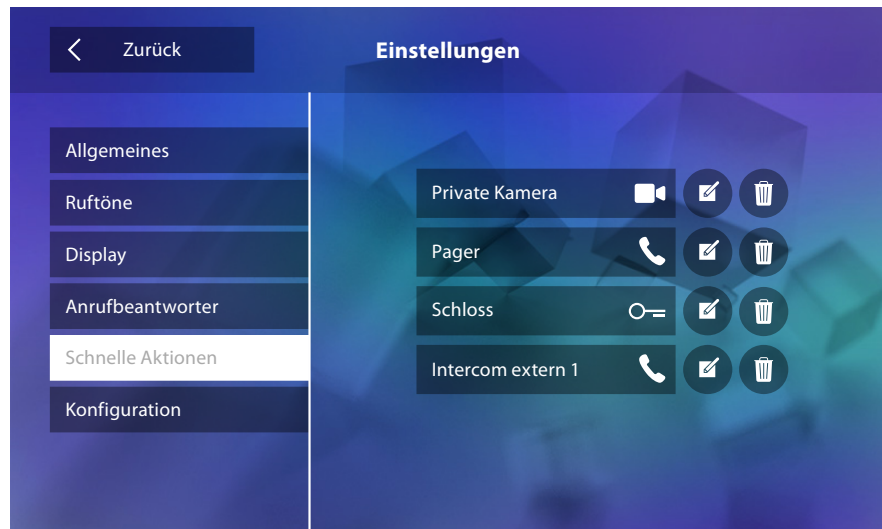 Zurück
Einstellungen
Allgemeines
Ruftöne
Display
Anrufbeantworter
Schnelle Aktionen
Konfiguration
Private Kamera
Pager
Schloss
Intercom extern 1